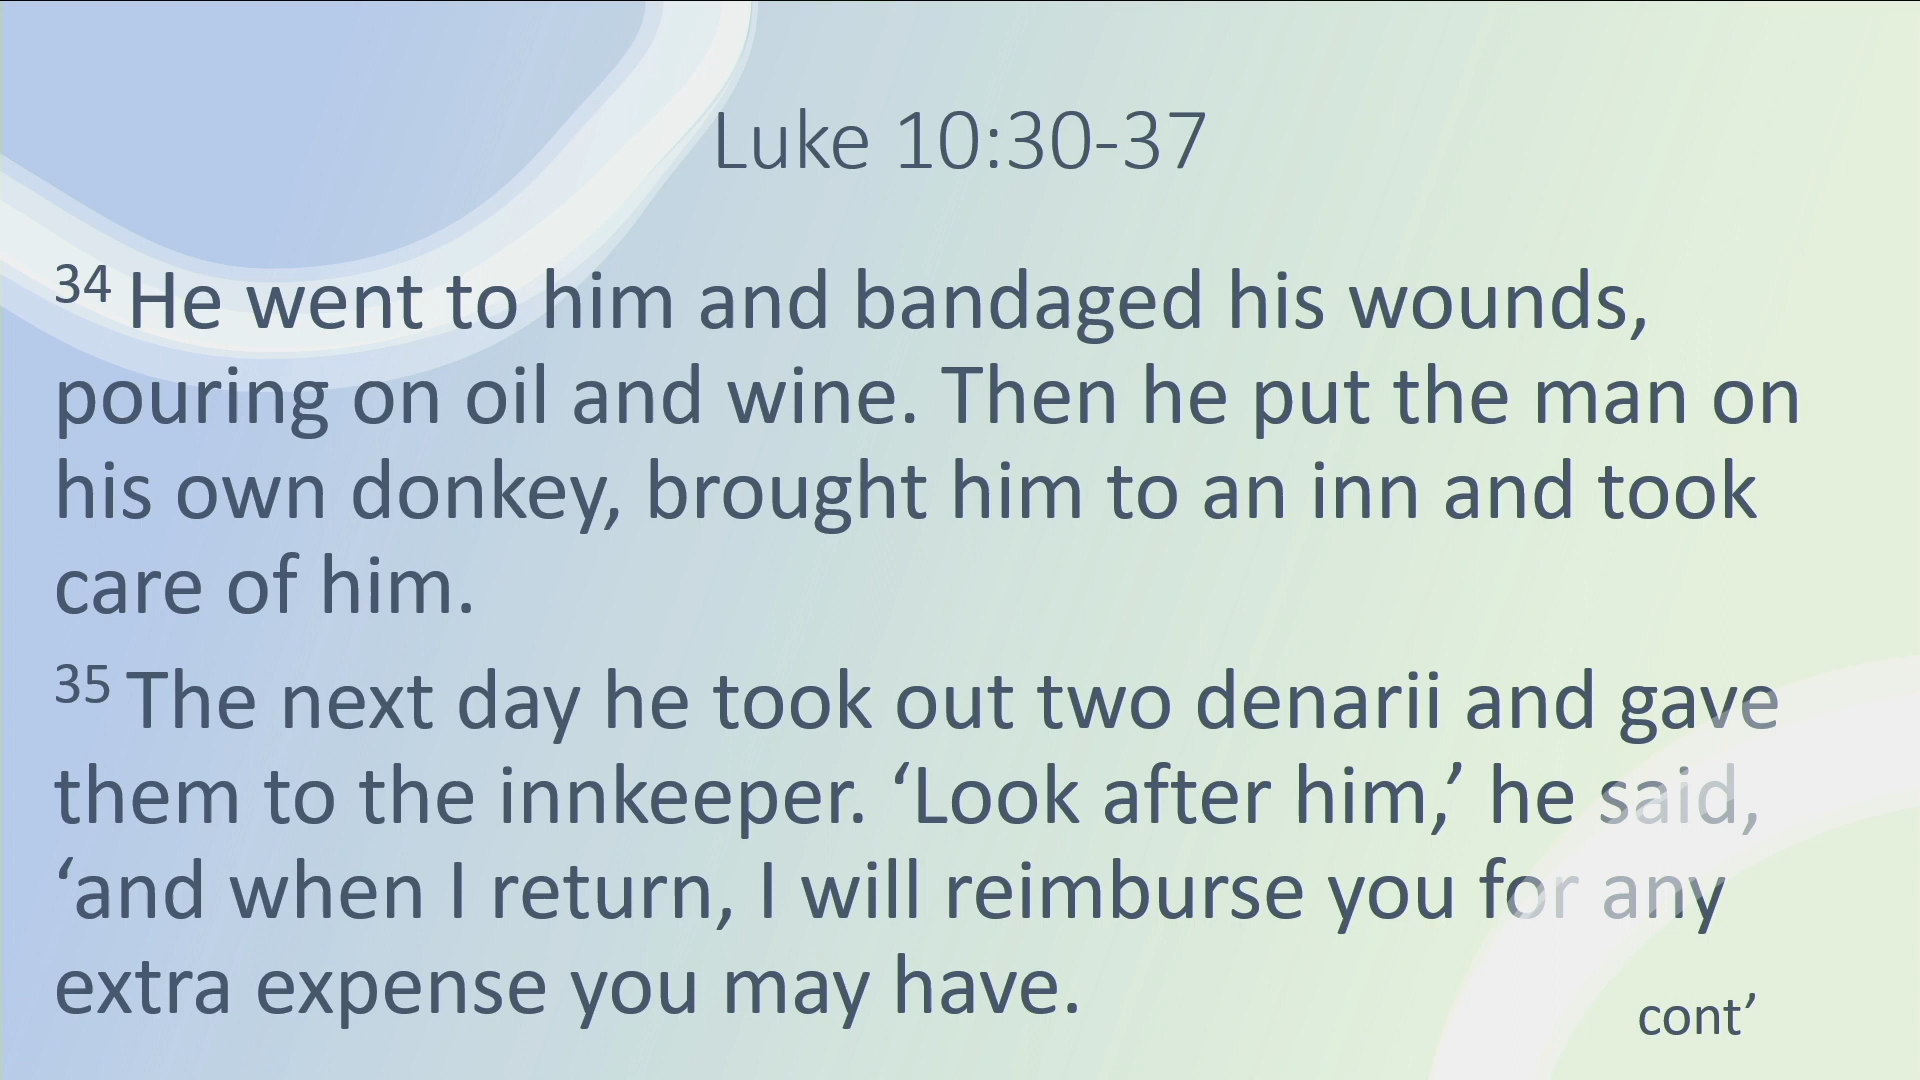 Luke 10:30-37
34 He went to him and bandaged his wounds,
pouring on oil and wine. Then he put the man on
his own donkey, brought him to an inn and took
care of him.
35 The next day he took out two denarii and gave
them to the innkeeper. ‘Look after him,’ he said,
‘and when I return, I will reimburse you for any
extra expense you may have.
cont’